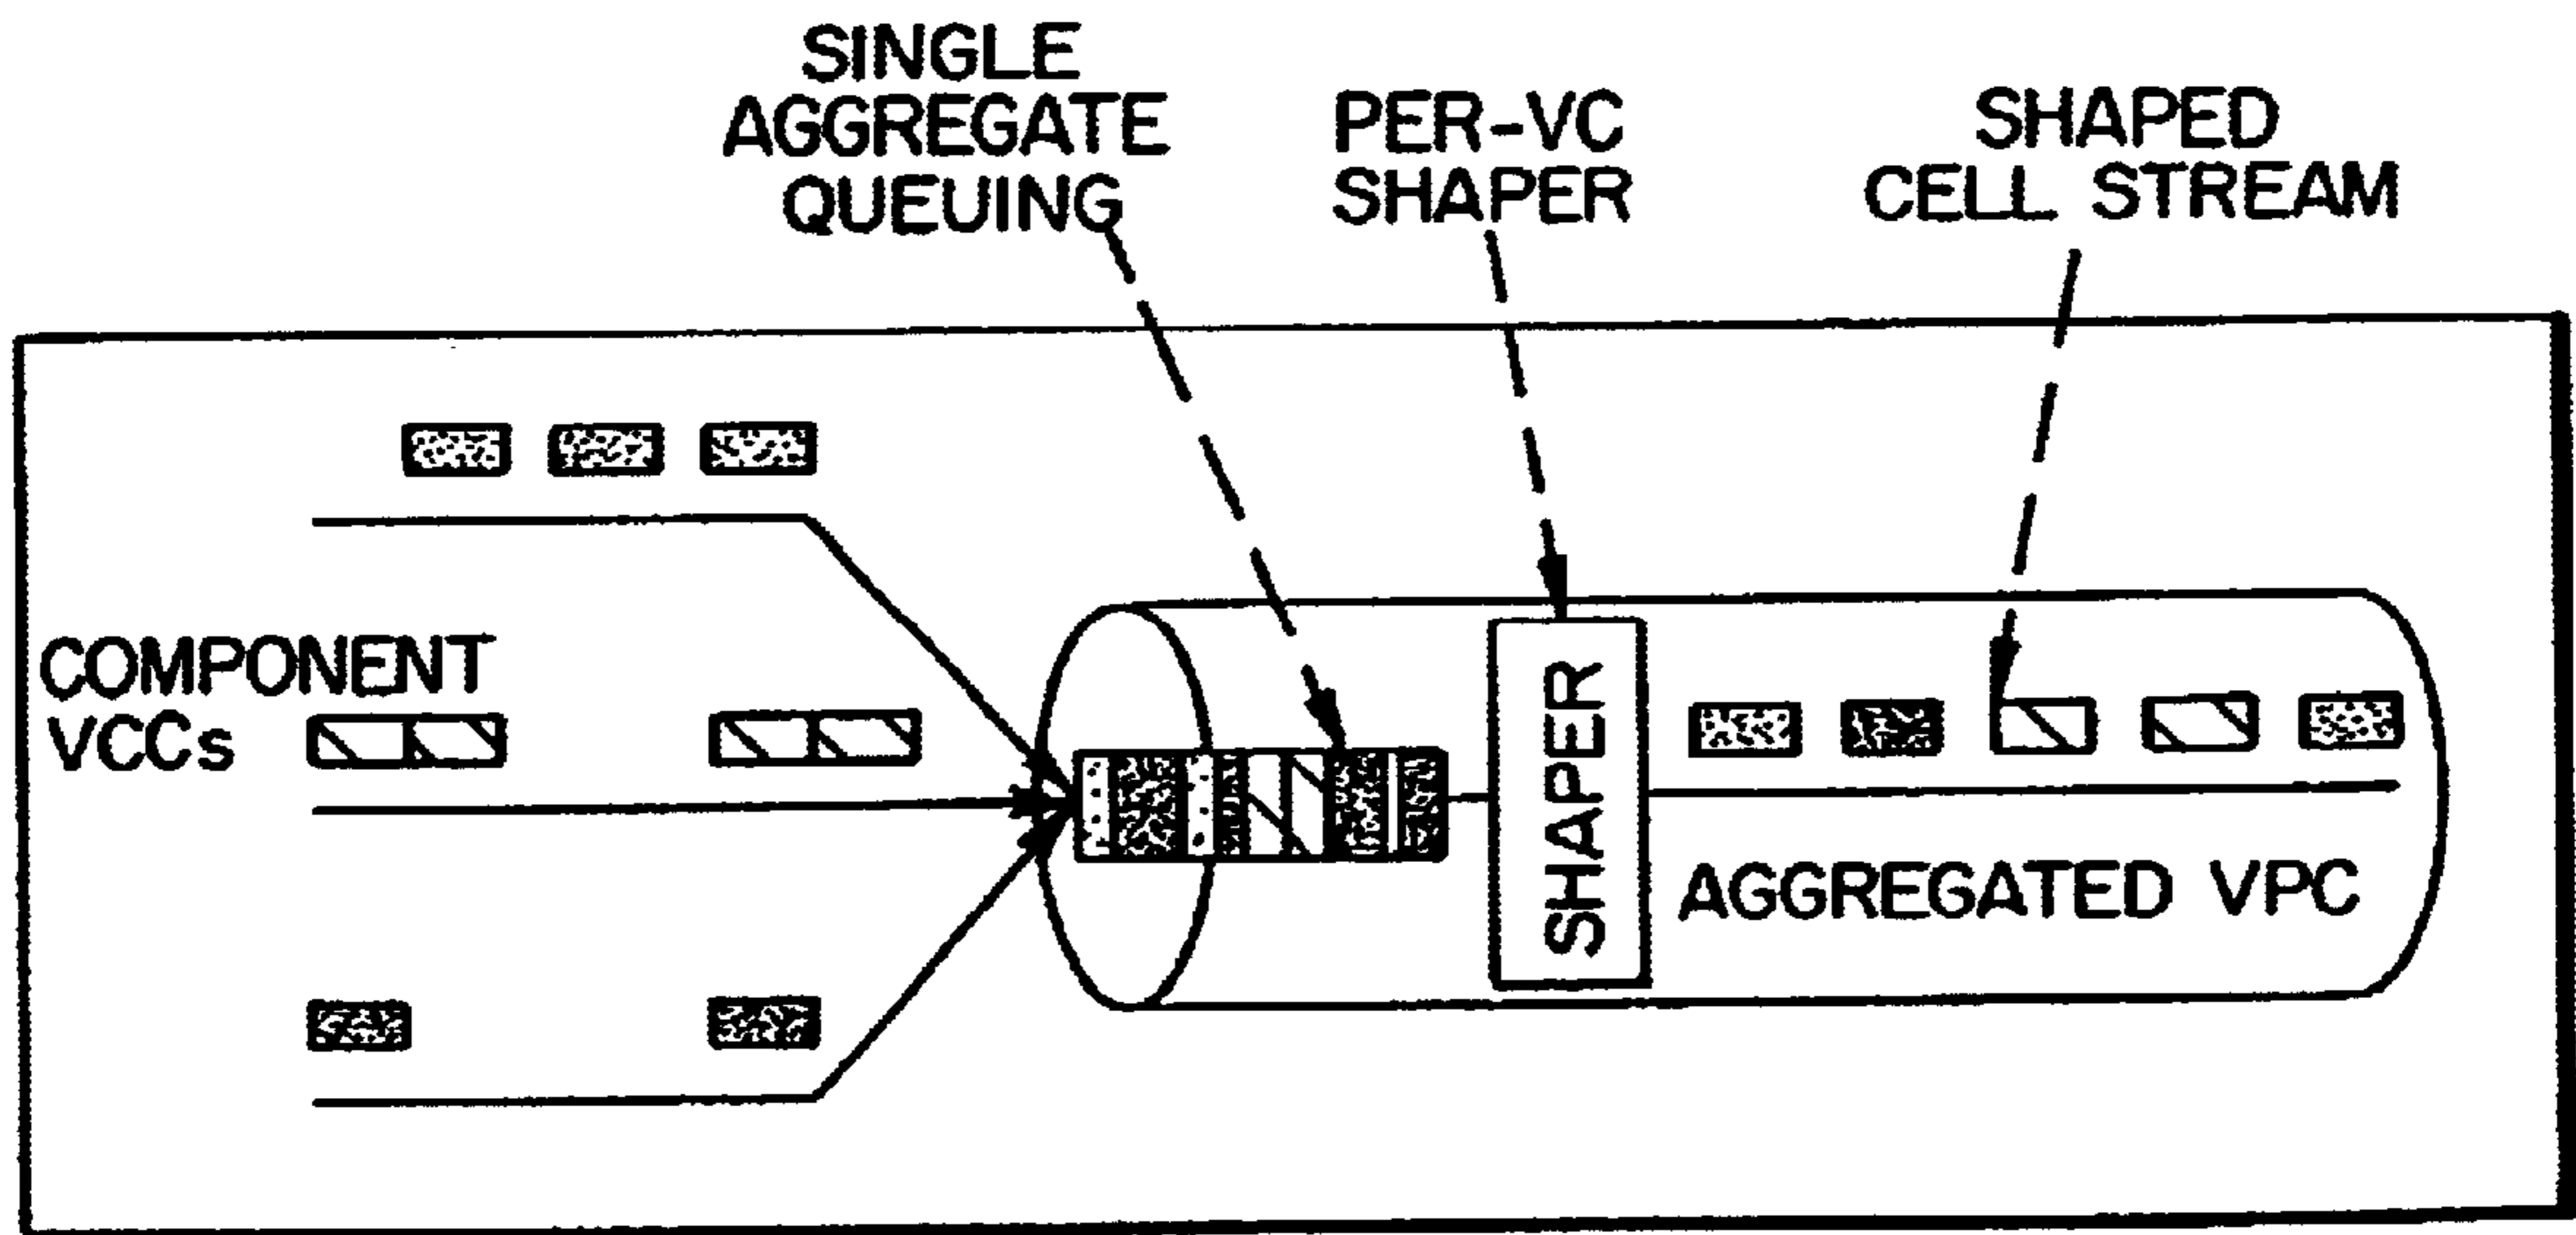 SINGLE
AGGREGATE
QUEUING
PER-VC
SHAPER
SHAPED
CELL STREAM
COMPONENT
VCCs
SHAPER
AGGREGATED VPC